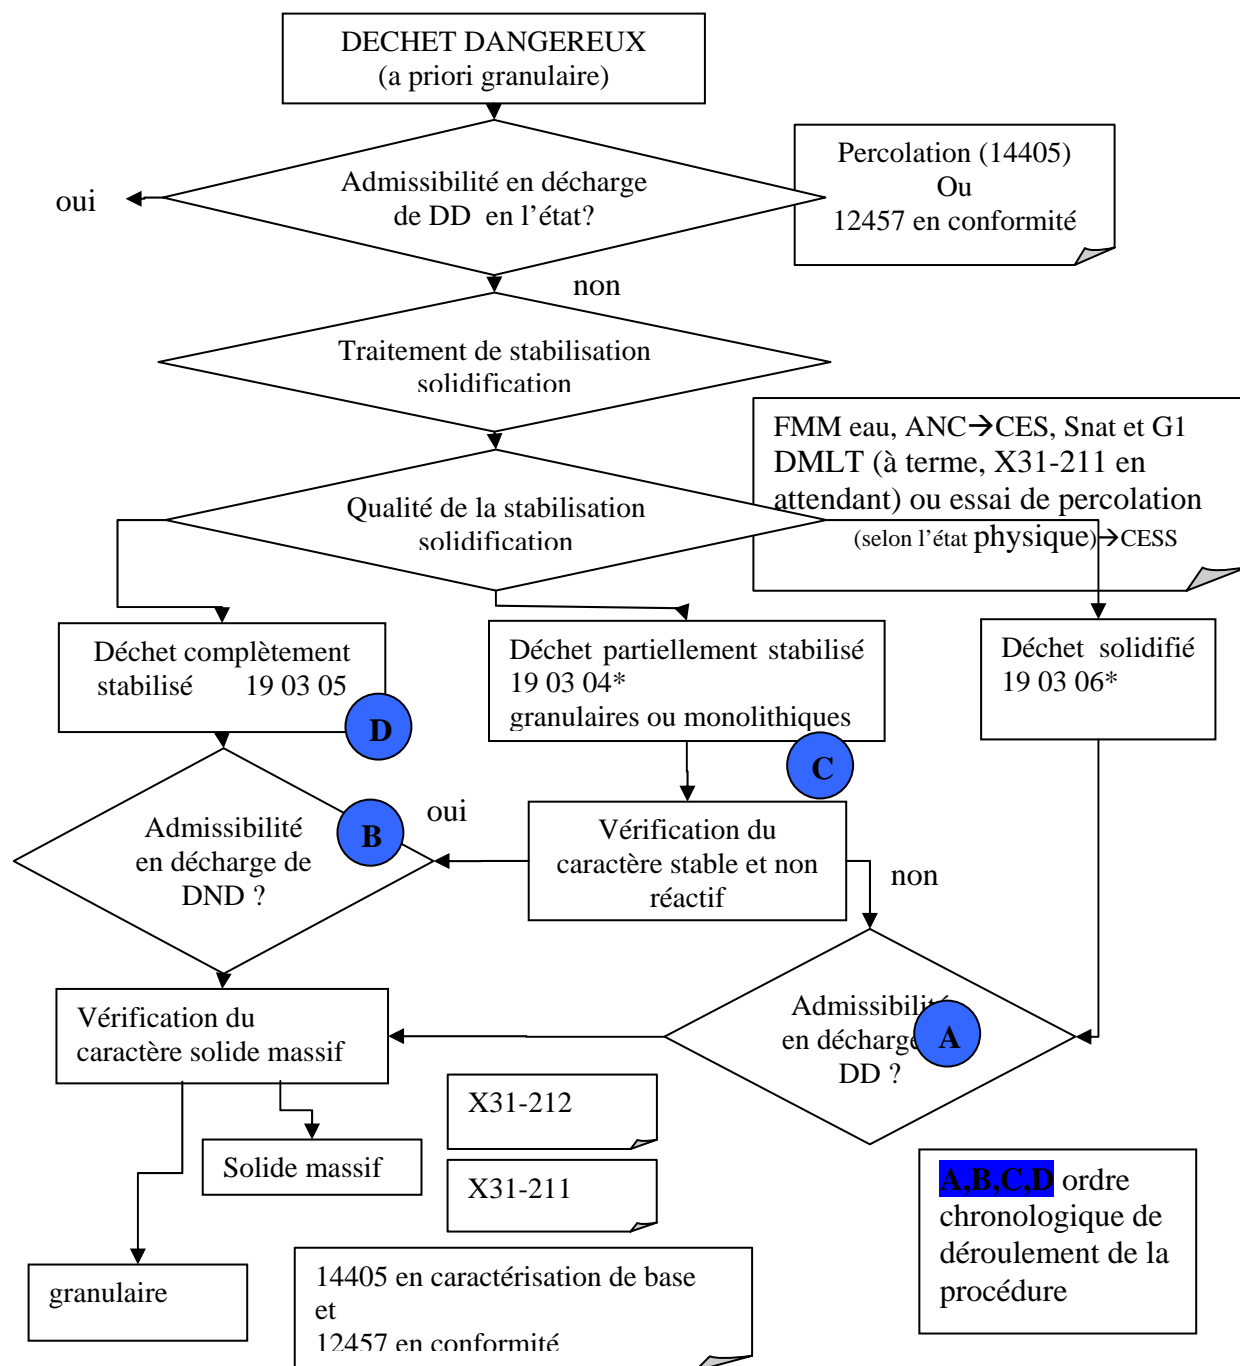 DECHET DANGEREUX
(a priori granulaire)
Percolation (14405)
Ou
12457 en conformité
oui
Admissibilité en décharge
de DD en l'état?
non
Traitement de stabilisation
solidification
FMM eau, ANC→CES, Snat et G1
DMLT (à terme, X31-211 en
attendant) ou essai de percolation
(selon l'état physique)→CESS
Qualité de la stabilisation
solidification
Déchet complètement
stabilisé 19 03 05
D
Déchet partiellement stabilisé
19 03 04*
granulaires ou monolithiques
C
Déchet solidifié
19 03 06*
Admissibilité
en décharge de
DND ?
B
oui
Vérification du
caractère stable et non
réactif
non
Admissibilité
en décharge
DD ?
A
Vérification du
caractère solide massif
X31-212
Solide massif
X31-211
A,B,C,D ordre
chronologique de
déroulement de la
procédure
granulaire
14405 en caractérisation de base
et
12457 en conformité